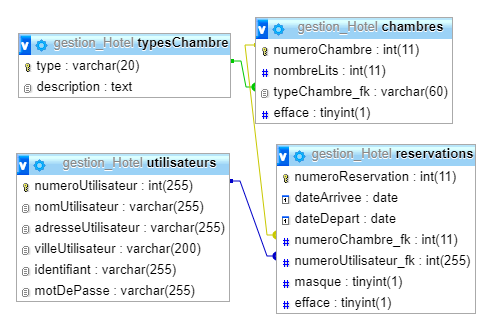 gestion_Hotel typesChambre
type : varchar(20)
description : text
gestion_Hotel chambres
numeroChambre : int(11)
nombreLits : int(11)
typeChambre_fk : varchar(60)
efface : tinyint(1)
gestion_Hotel utilisateurs
numeroUtilisateur : int(255)
nomUtilisateur : varchar(255)
adresseUtilisateur : varchar(255)
villeUtilisateur : varchar(200)
identifiant : varchar(255)
motDePasse : varchar(255)
gestion_Hotel reservations
numeroReservation : int(11)
dateArrivee : date
dateDepart : date
numeroChambre_fk : int(11)
numeroUtilisateur_fk : int(255)
masque : tinyint(1)
efface : tinyint(1)